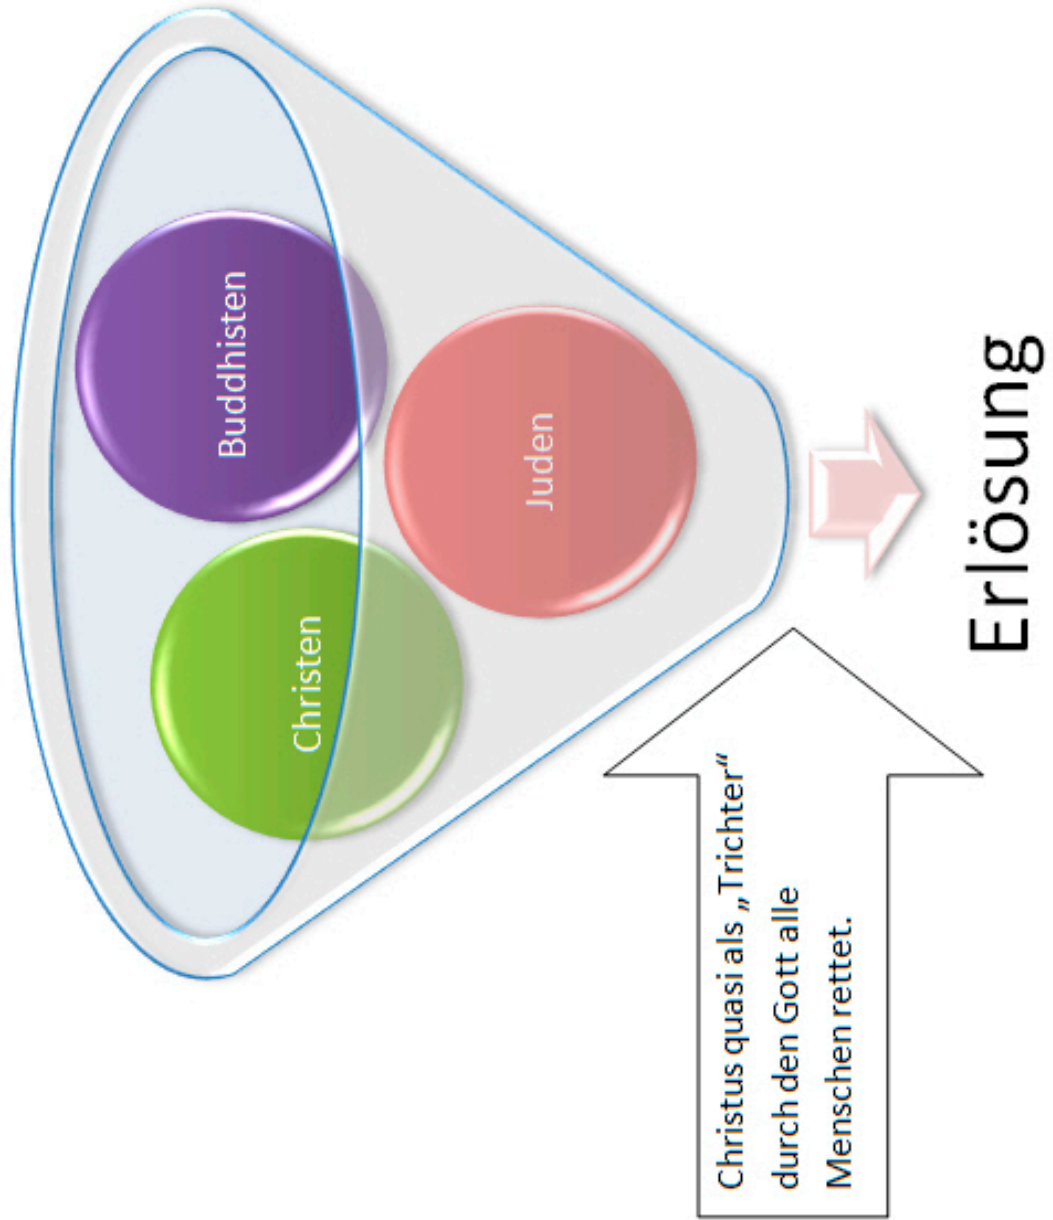 Buddhisten
Christen
Juden
Erlösung
Christus quasi als „Trichter“
durch den Gott alle
Menschen rettet.